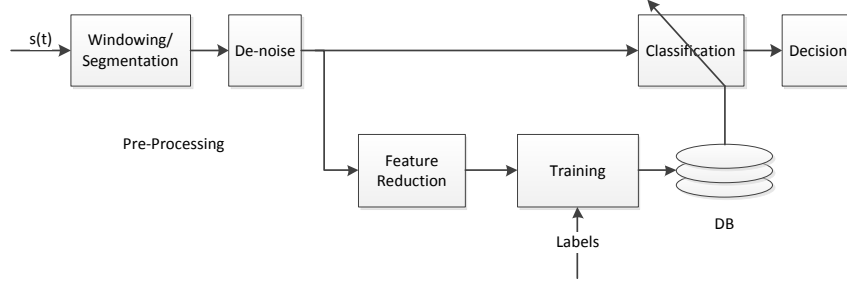 s(t)
Windowing/
Segmentation
De-noise
Classification
Decision
Pre-Processing
Feature
Reduction
Training
DB
Labels